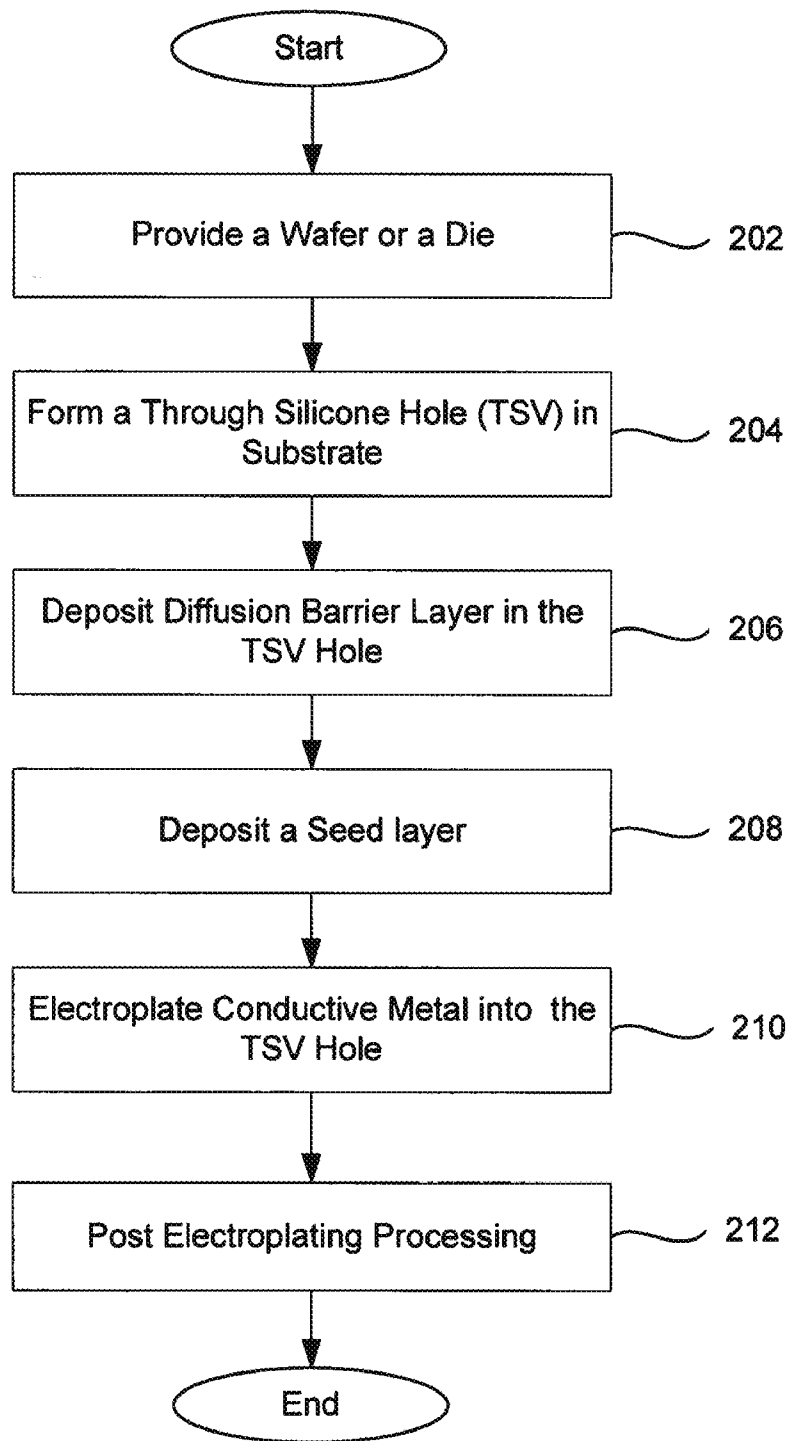 Start
Provide a Wafer or a Die
202
Form a Through Silicone Hole (TSV) in
Substrate
204
Deposit Diffusion Barrier Layer in the
TSV Hole
206
Deposit a Seed layer
208
Electroplate Conductive Metal into the
TSV Hole
210
Post Electroplating Processing
212
End